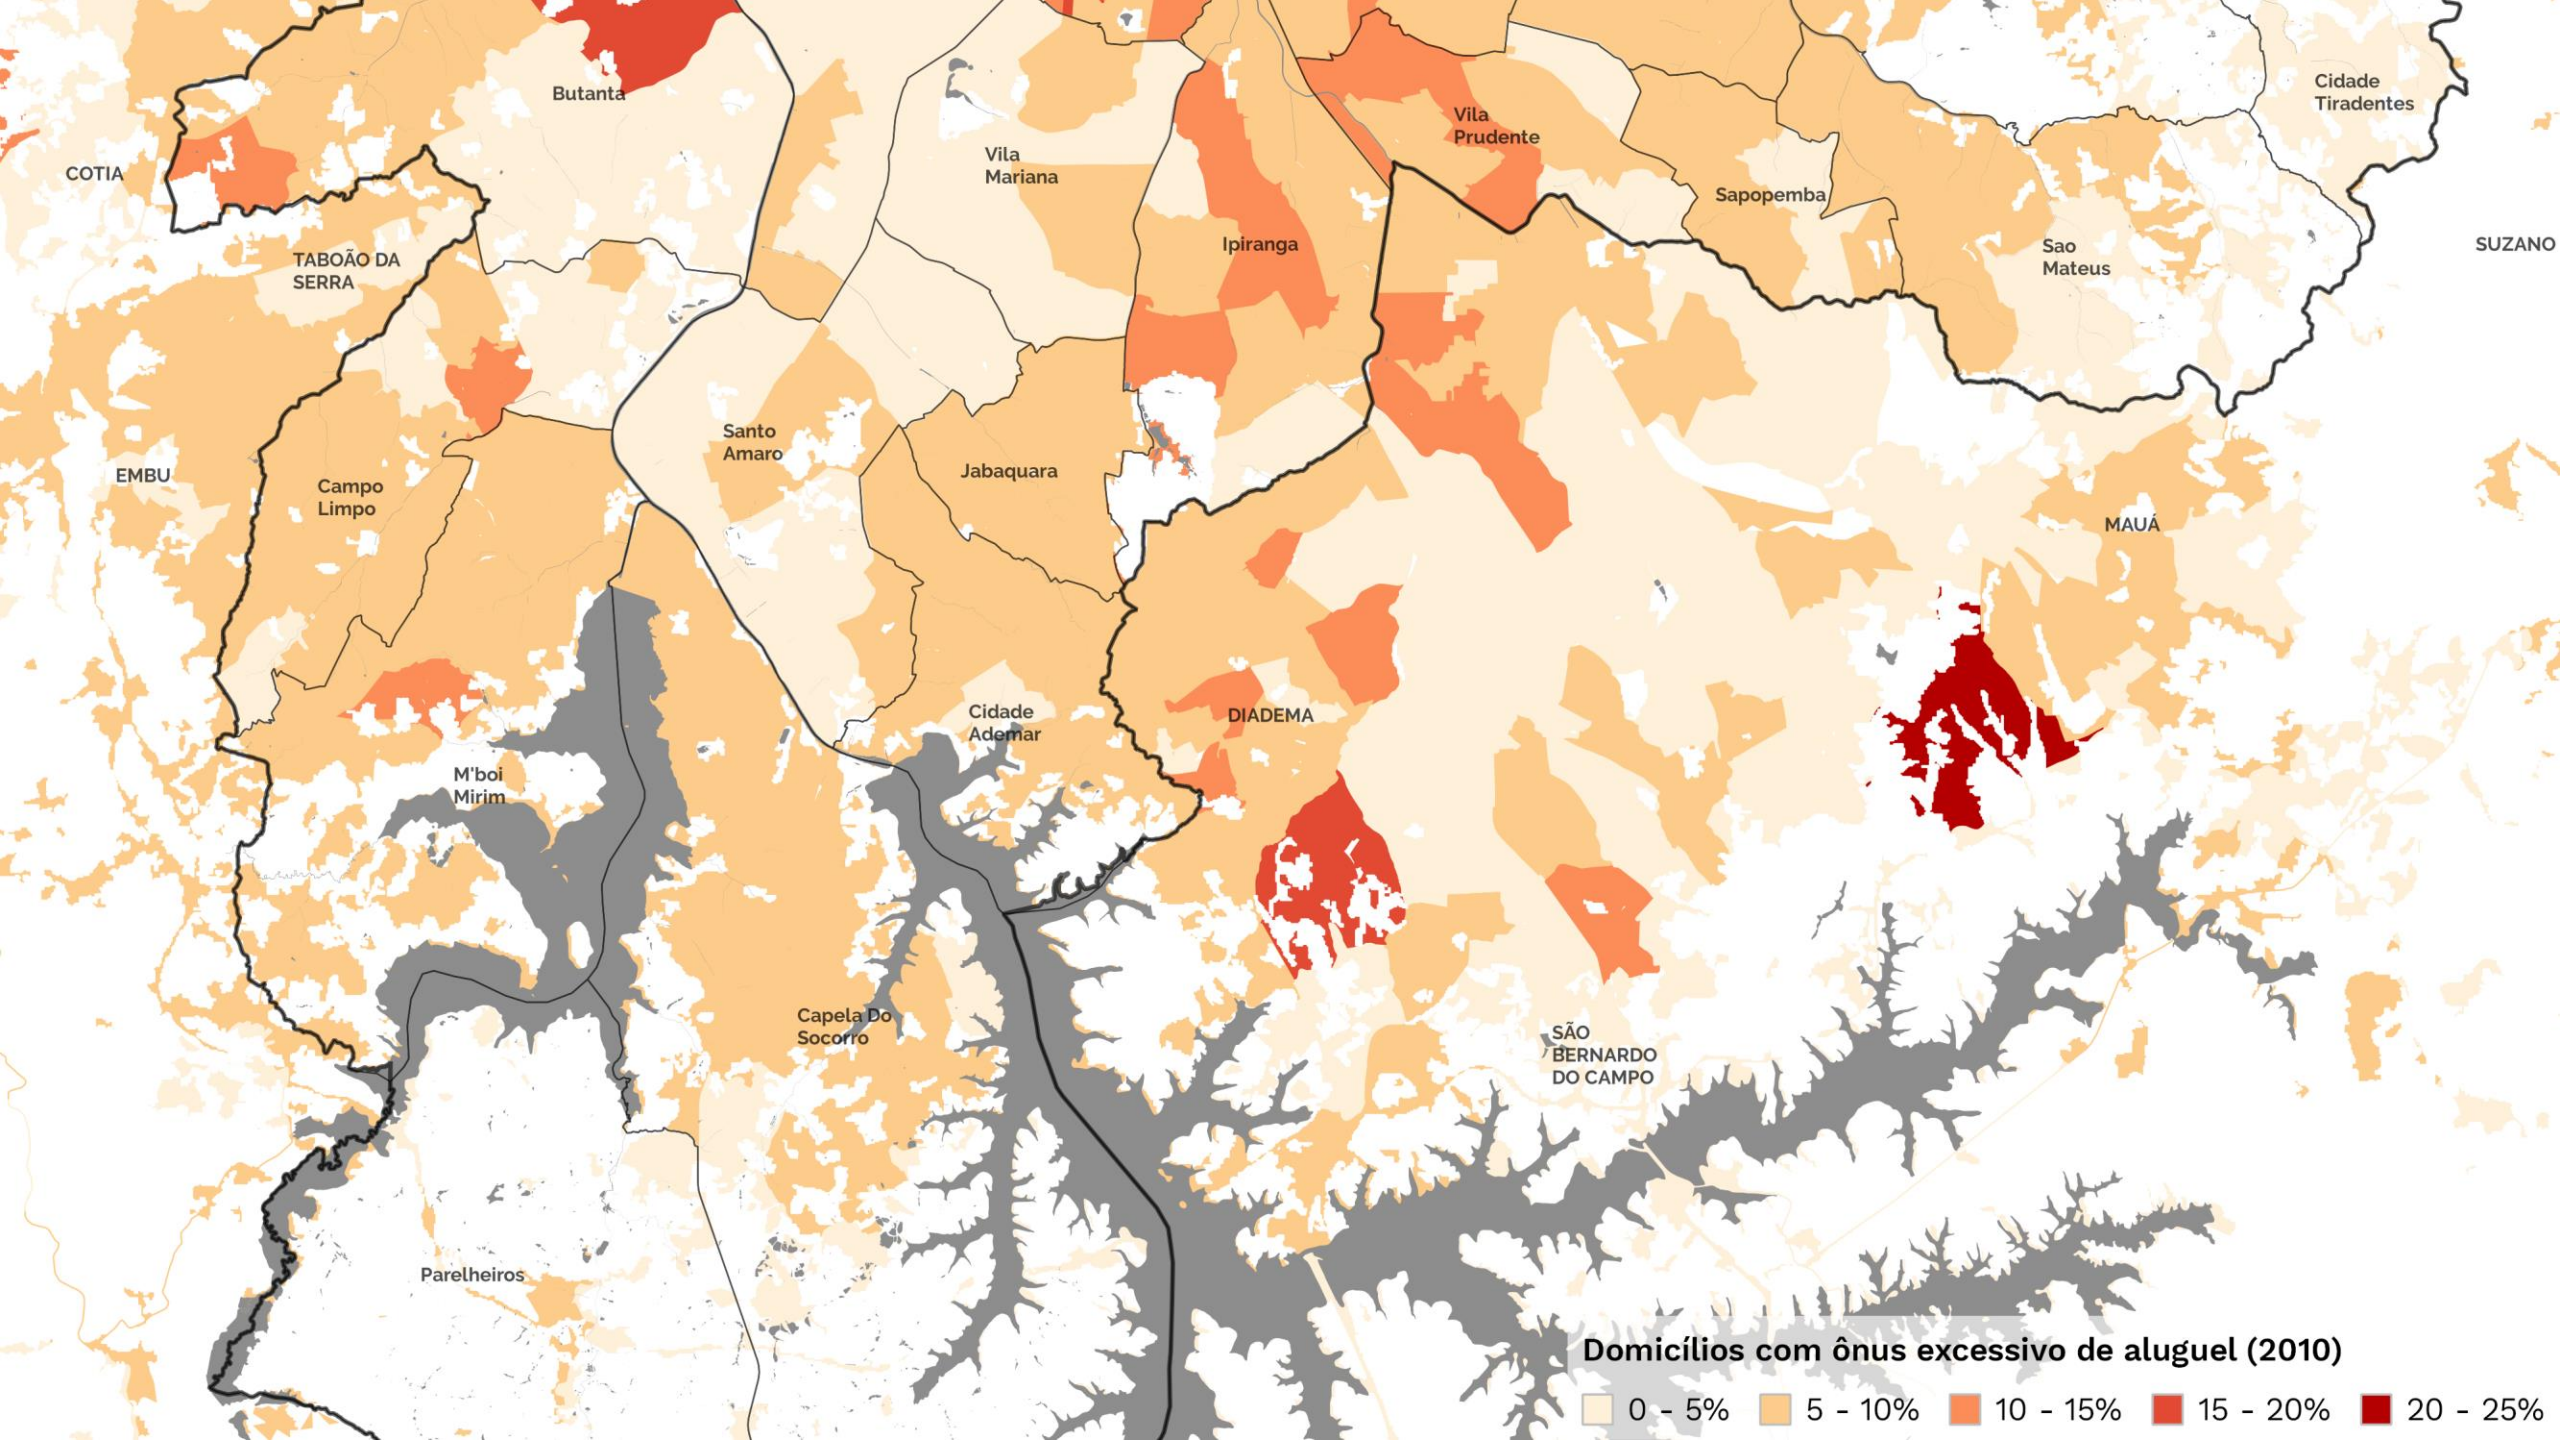 Butanta
Cidade
Tiradentes
Vila
Prudente
Vila
Mariana
COTIA
Sapopemba
Ipiranga
Sao
Mateus
SUZANO
TABOÃO DA
SERRA
Santo
Amaro
Jabaquara
EMBU
Campo
Limpo
MAUÁ
Cidade
Ademar
DIADEMA
M'boi
Mirim
Capela Do
Socorro
SÃO
BERNARDO
DO CAMPO
Parelheiros
Domicílios com ônus excessivo de aluguel (2010)
0 - 5% 5 - 10% 10 - 15% 15 - 20% 20 - 25%